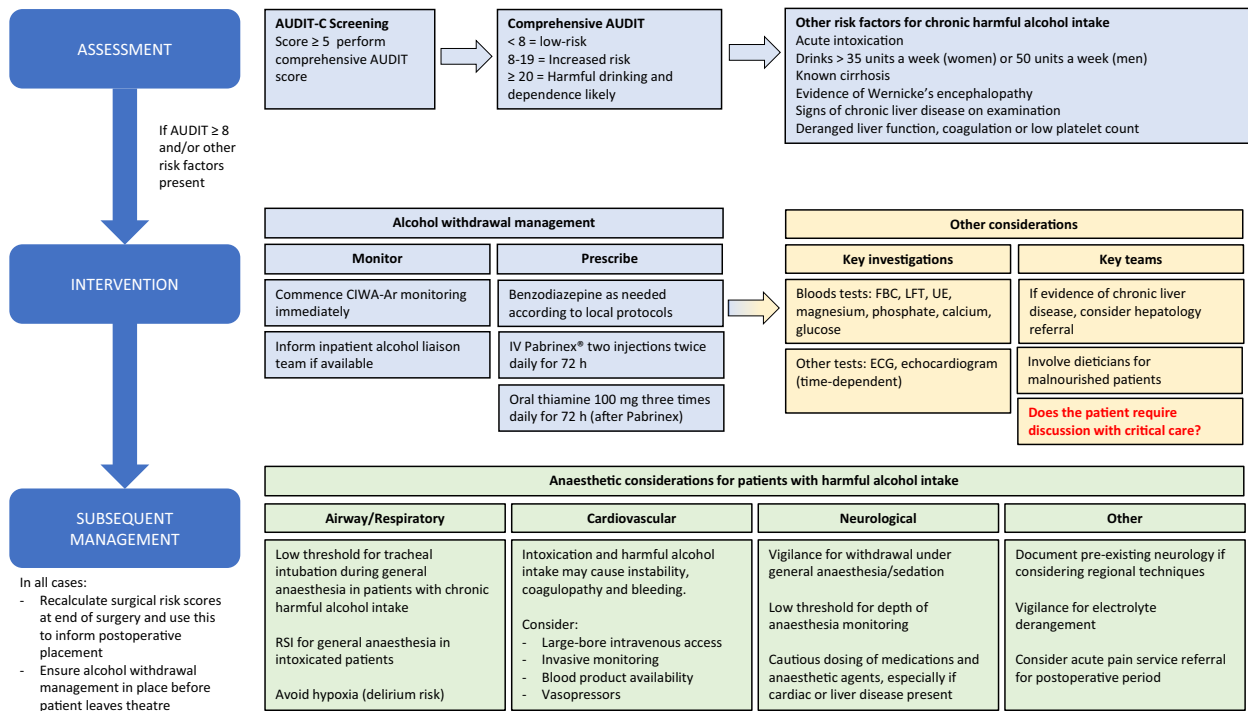 ASSESSMENT
If AUDIT ≥ 8
and/or other
risk factors
present
AUDIT-C Screening
Score ≥ 5  perform
comprehensive AUDIT
score
Comprehensive AUDIT
< 8 = low-risk
8-19 = Increased risk
≥ 20 = Harmful drinking and
dependence likely
Other risk factors for chronic harmful alcohol intake
Acute intoxication
Drinks > 35 units a week (women) or 50 units a week (men)
Known cirrhosis
Evidence of Wernicke's encephalopathy
Signs of chronic liver disease on examination
Deranged liver function, coagulation or low platelet count
INTERVENTION
Alcohol withdrawal management
Monitor
Commence CIWA-Ar monitoring
immediately
Inform inpatient alcohol liaison
team if available
Prescribe
Benzodiazepine as needed
according to local protocols
IV Pabrinex® two injections twice
daily for 72 h
Oral thiamine 100 mg three times
daily for 72 h (after Pabrinex)
Other considerations
Key investigations
Bloods tests: FBC, LFT, UE,
magnesium, phosphate, calcium,
glucose
Other tests: ECG, echocardiogram
(time-dependent)
Key teams
If evidence of chronic liver
disease, consider hepatology
referral
Involve dieticians for
malnourished patients
Does the patient require
discussion with critical care?
SUBSEQUENT
MANAGEMENT
In all cases:
- Recalculate surgical risk scores
at end of surgery and use this
to inform postoperative
placement
- Ensure alcohol withdrawal
management in place before
patient leaves theatre
Anaesthetic considerations for patients with harmful alcohol intake
Airway/Respiratory
Low threshold for tracheal
intubation during general
anaesthesia in patients with chronic
harmful alcohol intake
RSI for general anaesthesia in
intoxicated patients
Avoid hypoxia (delirium risk)
Cardiovascular
Intoxication and harmful alcohol
intake may cause instability,
coagulopathy and bleeding.
Consider:
- Large-bore intravenous access
- Invasive monitoring
- Blood product availability
- Vasopressors
Neurological
Vigilance for withdrawal under
general anaesthesia/sedation
Low threshold for depth of
anaesthesia monitoring
Cautious dosing of medications and
anaesthetic agents, especially if
cardiac or liver disease present
Other
Document pre-existing neurology if
considering regional techniques
Vigilance for electrolyte
derangement
Consider acute pain service referral
for postoperative period